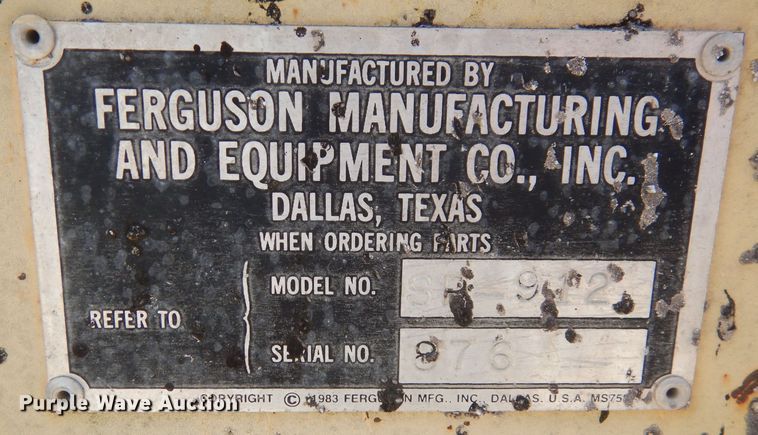 MANUFACTURED BY
FERGUSON MANUFACTURING
AND EQUIPMENT CO., INC.
DALLAS, TEXAS
WHEN ORDERING PARTS
MODEL NO.
REFER TO
SERIAL NO.
COPYRIGHT © 1983 FERGUSON MFG., INC., DALLAS, U.S.A.
Purple Wave Auction